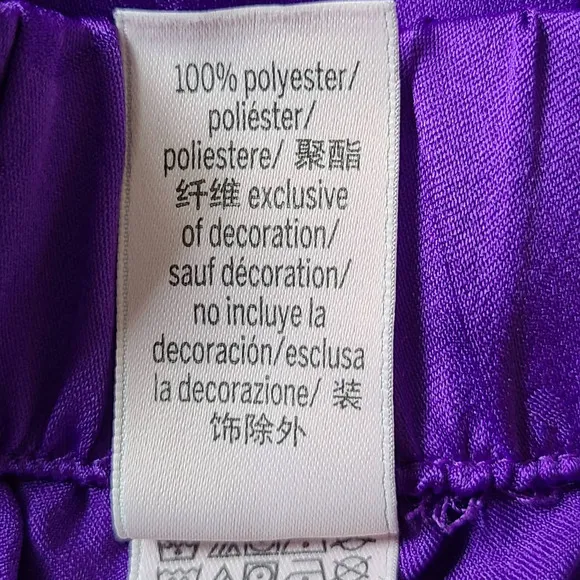 100% polyester/
poliéster/
poliestere/ 聚酯
纤维 exclusive
of decoration/
sauf décoration/
no incluye la
decoración/esclusa
la decorazione/ 装
饰除外